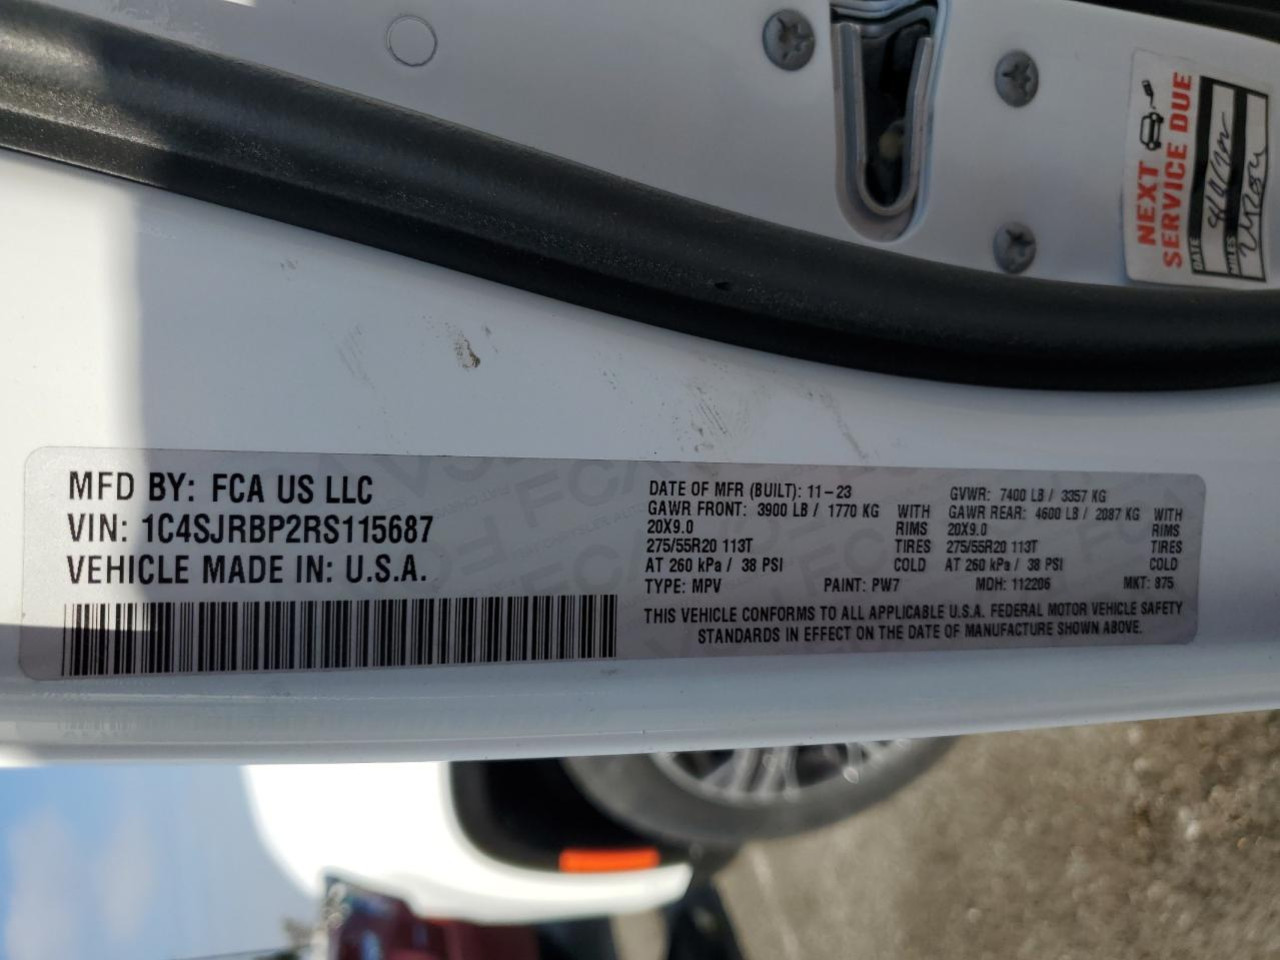 MFD BY: FCA US LLC
VIN: 1C4SJRBP2RS115687
VEHICLE MADE IN: U.S.A.
DATE OF MFR (BUILT): 11-23 GVWR: 7400 LB / 3357 KG
GAWR FRONT: 3900 LB / 1770 KG WITH GAWR REAR: 4600 LB / 2087 KG WITH
20X9.0 RIMS 20X9.0 RIMS
275/55R20 113T TIRES 275/55R20 113T TIRES
AT 260 kPa / 38 PSI COLD AT 260 kPa / 38 PSI COLD
TYPE: MPV PAINT: PW7 MDH: 112206 MKT: 875
THIS VEHICLE CONFORMS TO ALL APPLICABLE U.S.A. FEDERAL MOTOR VEHICLE SAFETY
STANDARDS IN EFFECT ON THE DATE OF MANUFACTURE SHOWN ABOVE.
NEXT
SERVICE DUE
DATE
MILES